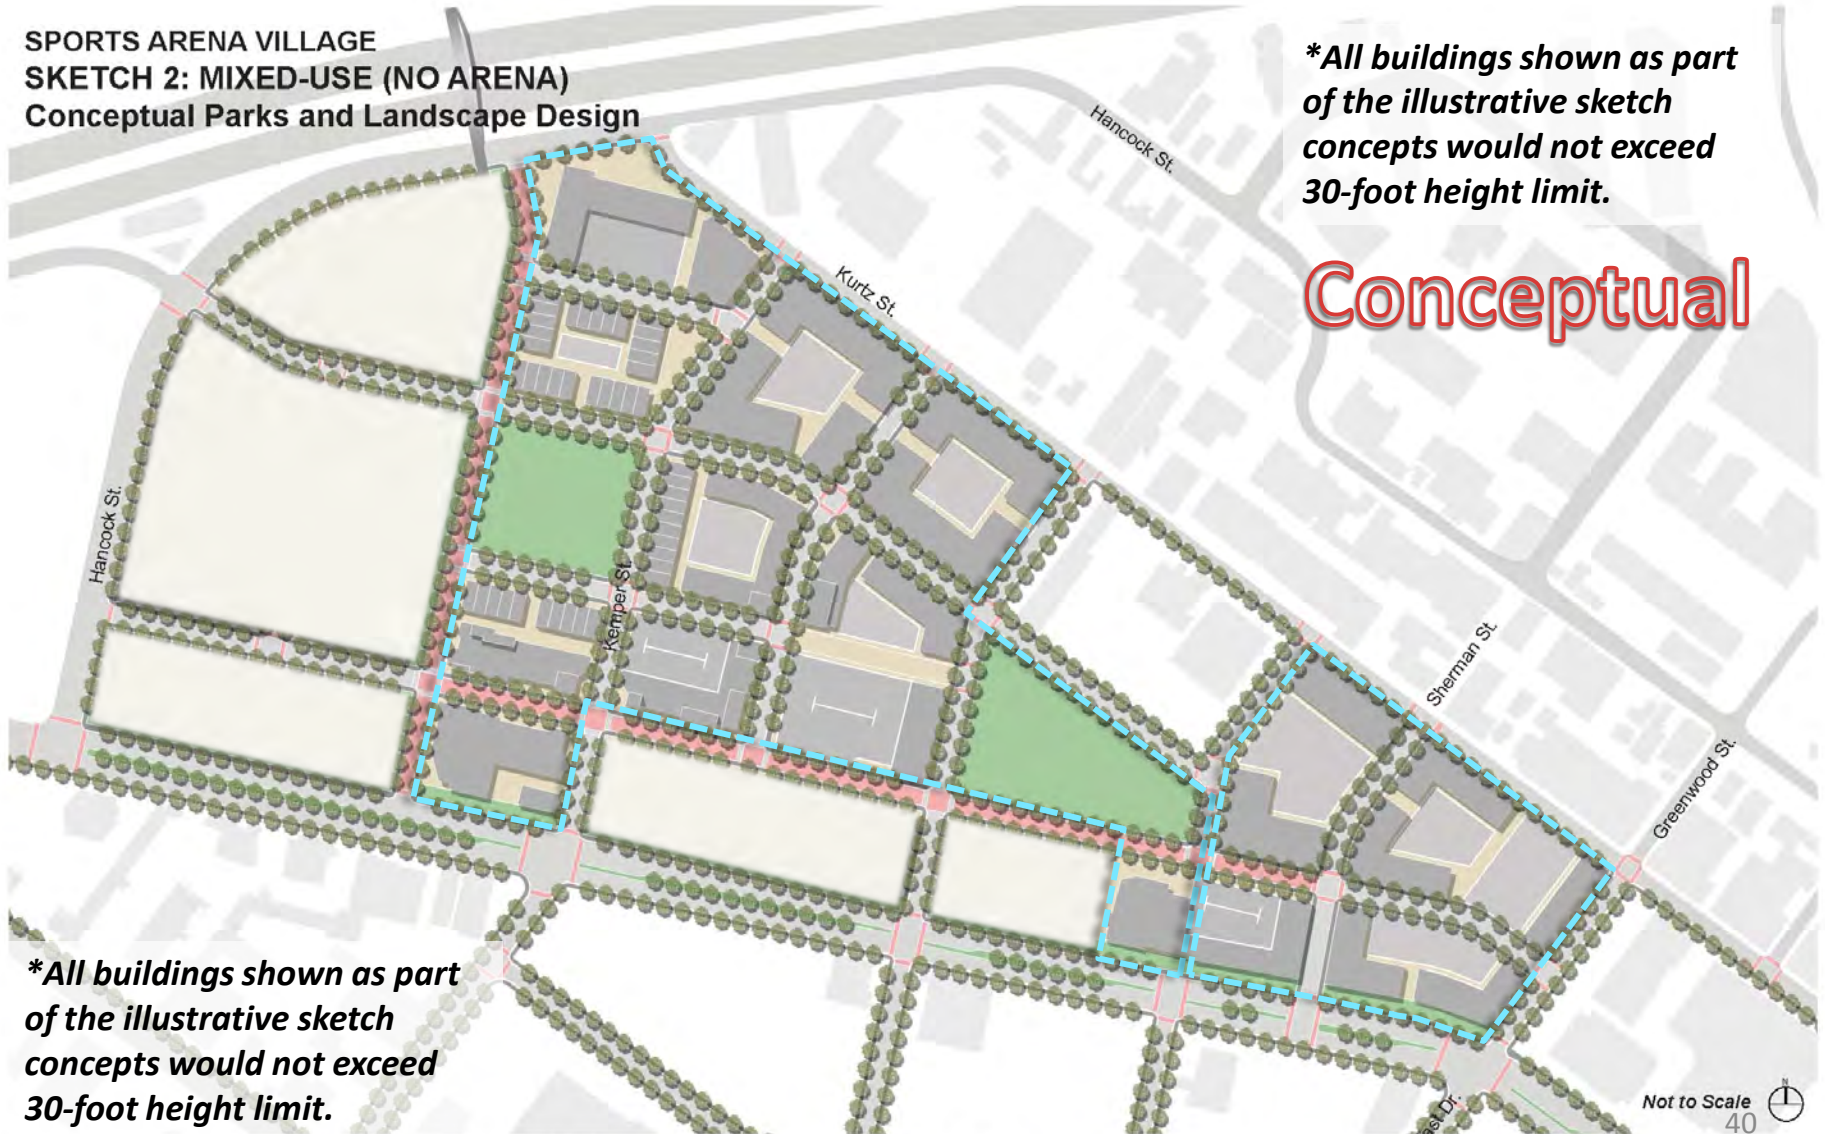 SPORTS ARENA VILLAGE
SKETCH 2: MIXED-USE (NO ARENA)
Conceptual Parks and Landscape Design
*All buildings shown as part
of the illustrative sketch
concepts would not exceed
30-foot height limit.
Conceptual
Hancock St.
Kurtz St.
Hancock St.
Kemper St.
Sherman St.
Greenwood St.
*All buildings shown as part
of the illustrative sketch
concepts would not exceed
30-foot height limit.
Dr.
Not to Scale
N
40